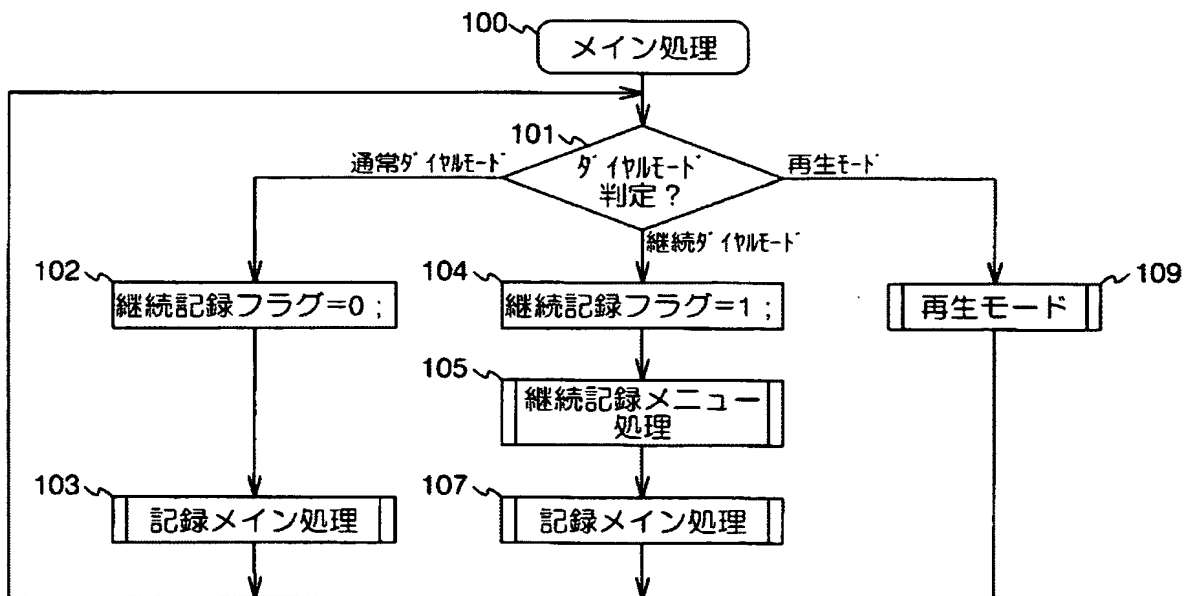 100
メイン処理
101
通常ダイヤルモード
ダイヤルモード
判定?
再生モード
継続ダイヤルモード
102
継続記録フラグ=0;
104
継続記録フラグ=1;
再生モード
109
105
継続記録メニュー
処理
103
記録メイン処理
107
記録メイン処理